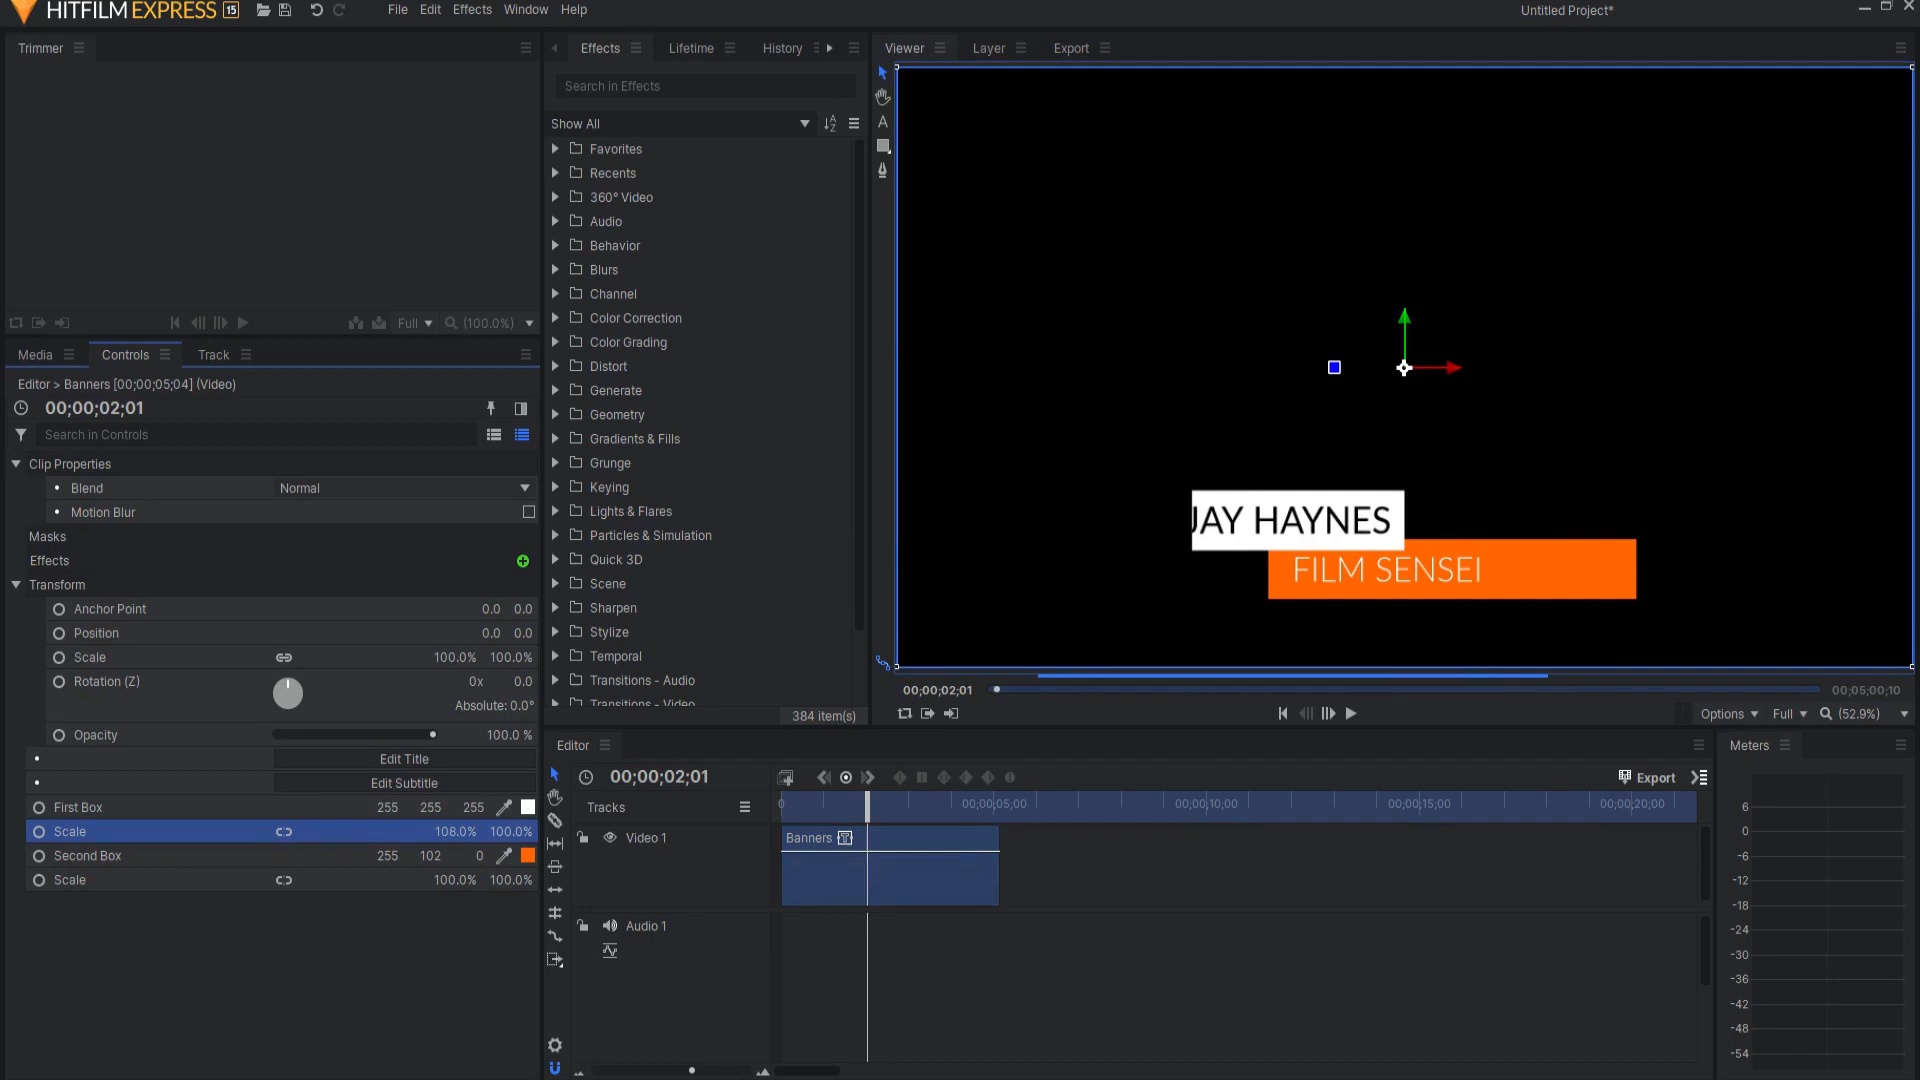 HITFILM EXPRESS 15
File Edit Effects Window Help
Untitled Project*
Trimmer
Full (100.0%)
Media Controls Track
Editor > Banners [00;00;05;04] (Video)
00;00;02;01
Search in Controls
Clip Properties
Blend Normal
Motion Blur
Masks
Effects
Transform
Anchor Point 0.0 0.0
Position 0.0 0.0
Scale 100.0% 100.0%
Rotation (Z) 0x 0.0
Absolute: 0.0°
Opacity 100.0 %
Edit Title
Edit Subtitle
First Box 255 255 255
Scale 108.0% 100.0%
Second Box 255 102 0
Scale 100.0% 100.0%
Effects Lifetime History
Search in Effects
Show All
Favorites
Recents
360° Video
Audio
Behavior
Blurs
Channel
Color Correction
Color Grading
Distort
Generate
Geometry
Gradients & Fills
Grunge
Keying
Lights & Flares
Particles & Simulation
Quick 3D
Scene
Sharpen
Stylize
Temporal
Transitions - Audio
Transitions - Video
384 item(s)
Viewer Layer Export
JAY HAYNES
FILM SENSEI
00;00;02;01
00;05;00;10
Options Full (52.9%)
Editor
00;00;02;01
Export
Tracks
0 00;00;05;00 00;00;10;00 00;00;15;00 00;00;20;00
Video 1
Banners
Audio 1
Meters
6
0
-6
-12
-18
-24
-30
-36
-42
-48
-54